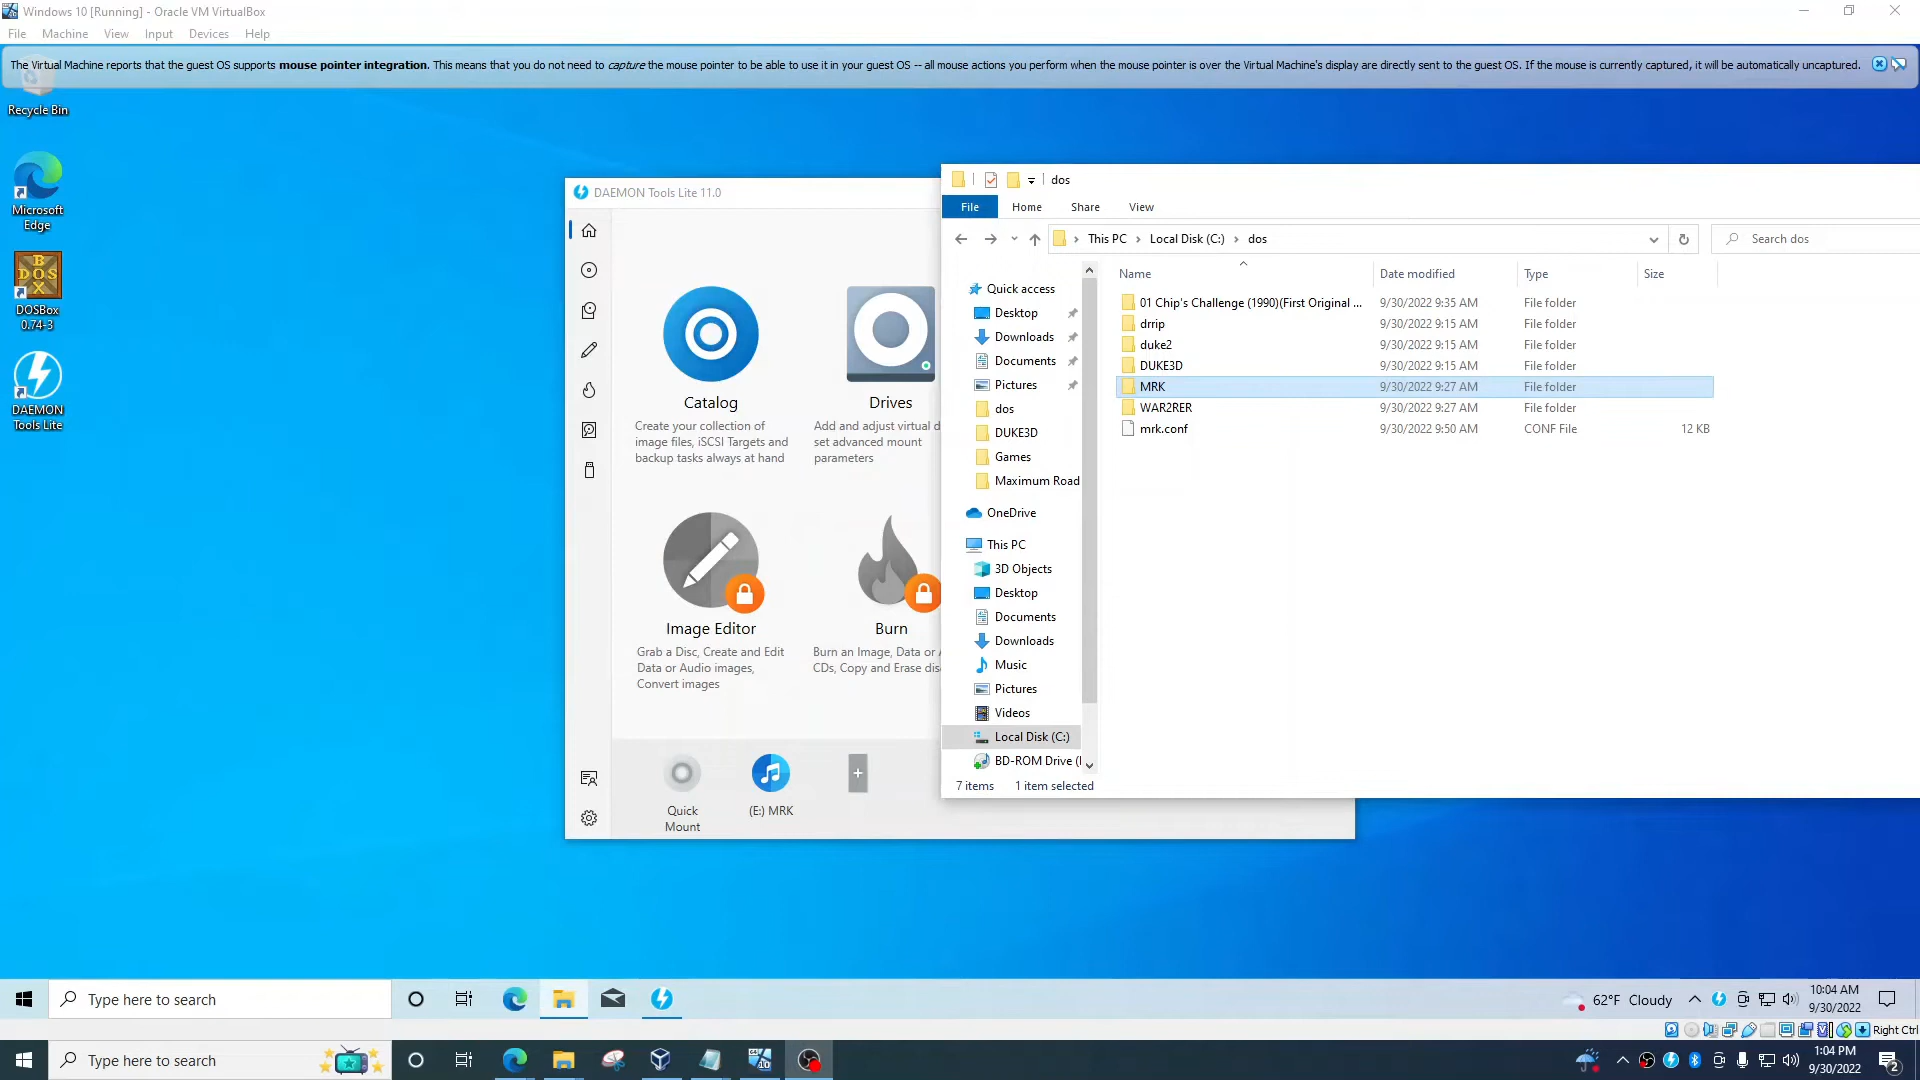 Windows 10 [Running] - Oracle VM VirtualBox
File Machine View Input Devices Help
The Virtual Machine reports that the guest OS supports mouse pointer integration. This means that you do not need to capture the mouse pointer to be able to use it in your guest OS -- all mouse actions you perform when the mouse pointer is over the Virtual Machine's display are directly sent to the guest OS. If the mouse is currently captured, it will be automatically uncaptured.
Recycle Bin
Microsoft
Edge
DOSBox
0.74-3
DAEMON
Tools Lite
DAEMON Tools Lite 11.0
Catalog
Create your collection of
image files, iSCSI Targets and
backup tasks always at hand
Drives
Add and adjust virtual d
set advanced mount
parameters
Image Editor
Grab a Disc, Create and Edit
Data or Audio images,
Convert images
Burn
Burn an Image, Data or A
CDs, Copy and Erase disc
Quick
Mount
(E:) MRK
dos
File Home Share View
This PC Local Disk (C:) dos
Search dos
Quick access
Desktop
Downloads
Documents
Pictures
dos
DUKE3D
Games
Maximum Road
OneDrive
This PC
3D Objects
Desktop
Documents
Downloads
Music
Pictures
Videos
Local Disk (C:)
BD-ROM Drive (
Name Date modified Type Size
01 Chip's Challenge (1990)(First Original ... 9/30/2022 9:35 AM File folder
drrip 9/30/2022 9:15 AM File folder
duke2 9/30/2022 9:15 AM File folder
DUKE3D 9/30/2022 9:15 AM File folder
MRK 9/30/2022 9:27 AM File folder
WAR2RER 9/30/2022 9:27 AM File folder
mrk.conf 9/30/2022 9:50 AM CONF File 12 KB
7 items 1 item selected
Type here to search
62°F Cloudy
10:04 AM
9/30/2022
Right Ctrl
Type here to search
1:04 PM
9/30/2022
2